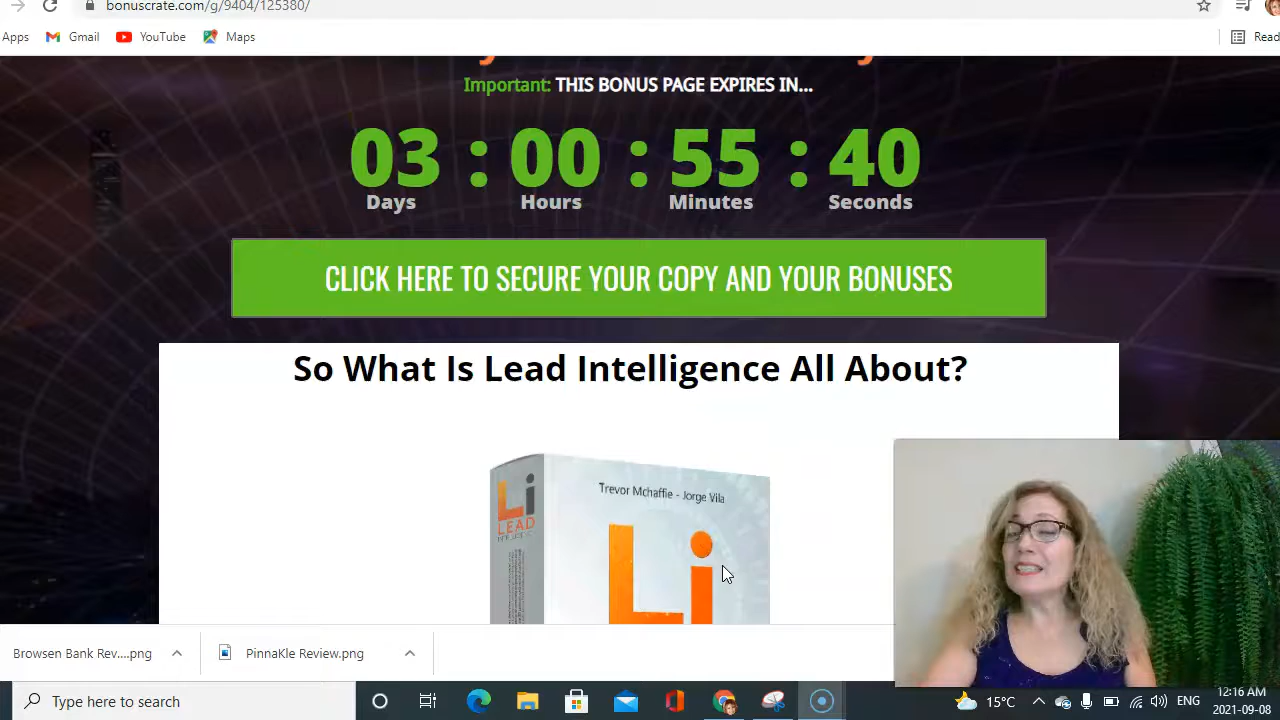 bonuscrate.com/g/9404/125380/
Apps Gmail YouTube Maps Read
Important: THIS BONUS PAGE EXPIRES IN...
03 : 00 : 55 : 40
Days Hours Minutes Seconds
CLICK HERE TO SECURE YOUR COPY AND YOUR BONUSES
So What Is Lead Intelligence All About?
Trevor Mchaffie - Jorge Vila
Li
LEAD
Li
Browsen Bank Rev....png PinnaKle Review.png
Type here to search 15°C ENG 12:16 AM
2021-09-08